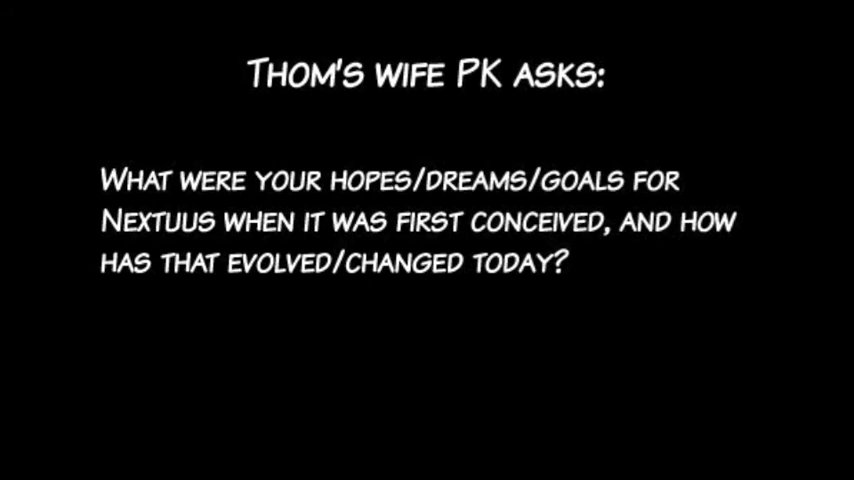 Thom's wife PK asks:
What were your hopes/dreams/goals for
Nextuus when it was first conceived, and how
has that evolved/changed today?